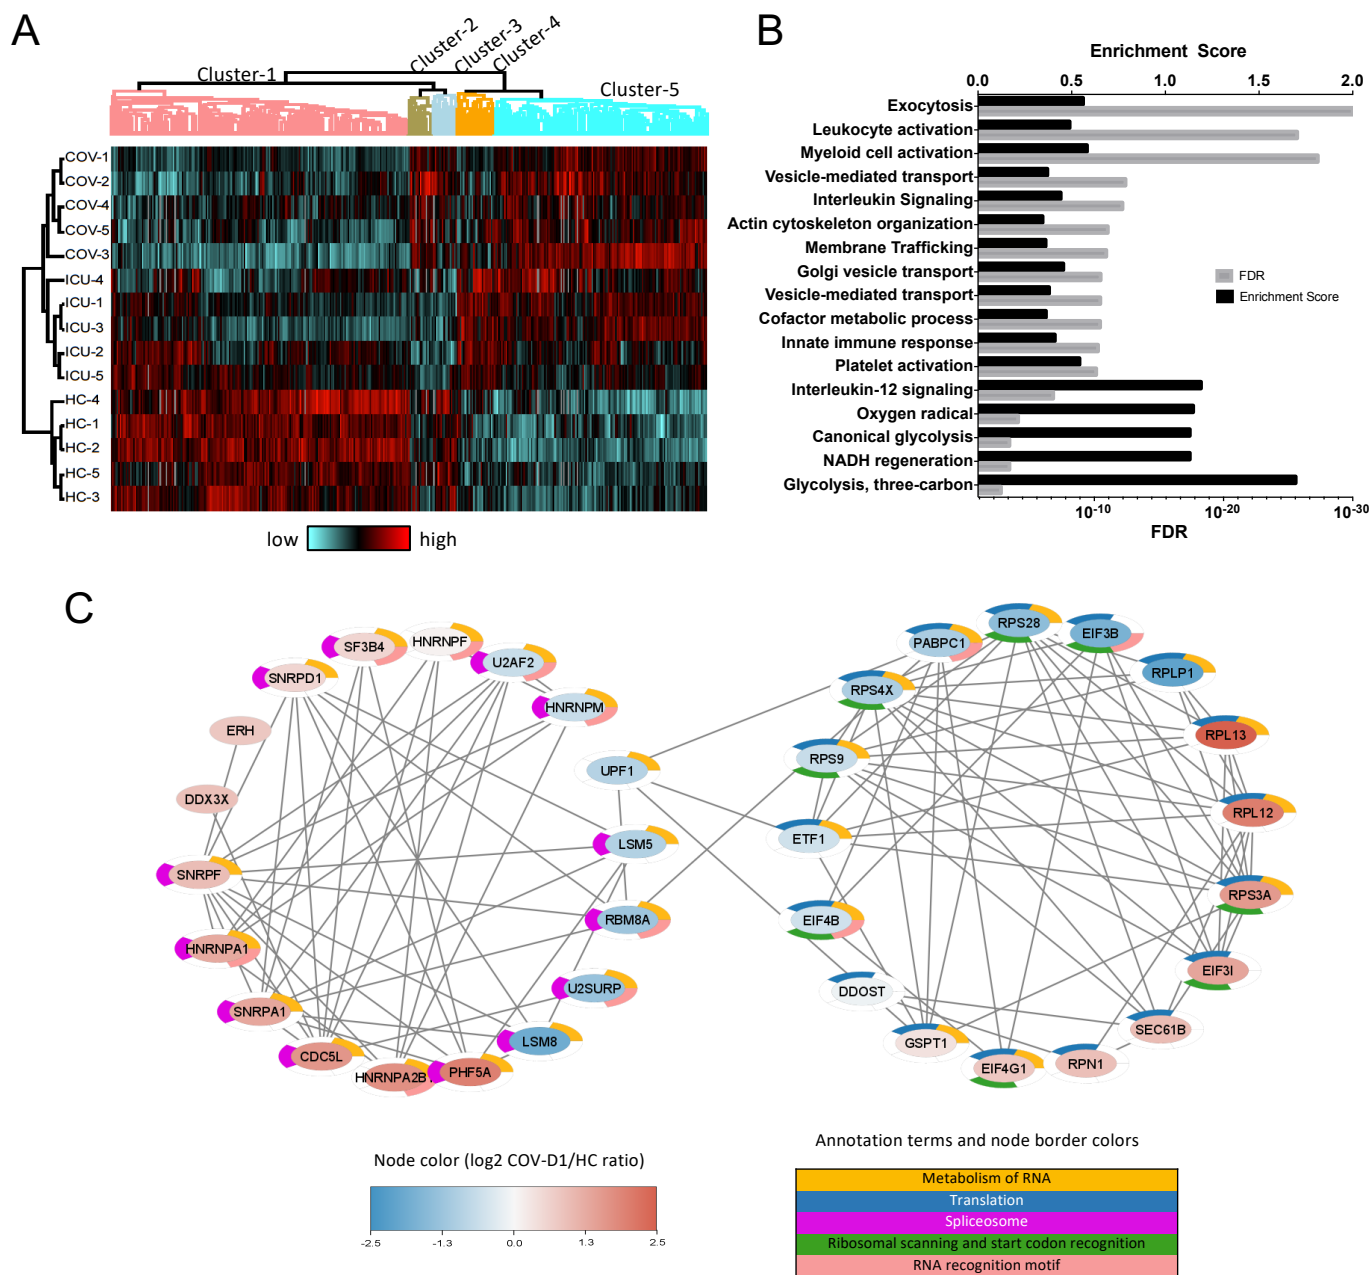 A
Cluster-1
Cluster-2
Cluster-3
Cluster-4
Cluster-5
COV-1
COV-2
COV-4
COV-5
COV-3
ICU-4
ICU-1
ICU-3
ICU-2
ICU-5
HC-4
HC-1
HC-2
HC-5
HC-3
low high
B
Enrichment Score
0.0 0.5 1.0 1.5 2.0
Exocytosis
Leukocyte activation
Myeloid cell activation
Vesicle-mediated transport
Interleukin Signaling
Actin cytoskeleton organization
Membrane Trafficking
Golgi vesicle transport
Vesicle-mediated transport
Cofactor metabolic process
Innate immune response
Platelet activation
Interleukin-12 signaling
Oxygen radical
Canonical glycolysis
NADH regeneration
Glycolysis, three-carbon
FDR
Enrichment Score
10-10 10-20 10-30
FDR
C
SF3B4
HNRNPF
U2AF2
SNRPD1
HNRNPM
ERH
UPF1
DDX3X
LSM5
SNRPF
RBM8A
HNRNPA1
U2SURP
SNRPA1
LSM8
CDC5L
HNRNPA2B
PHF5A
PABPC1
RPS28
EIF3B
RPS4X
RPLP1
RPS9
RPL13
ETF1
RPL12
EIF4B
RPS3A
DDOST
EIF3I
GSPT1
SEC61B
EIF4G1
RPN1
Node color (log2 COV-D1/HC ratio)
-2.5 -1.3 0.0 1.3 2.5
Annotation terms and node border colors
Metabolism of RNA
Translation
Spliceosome
Ribosomal scanning and start codon recognition
RNA recognition motif